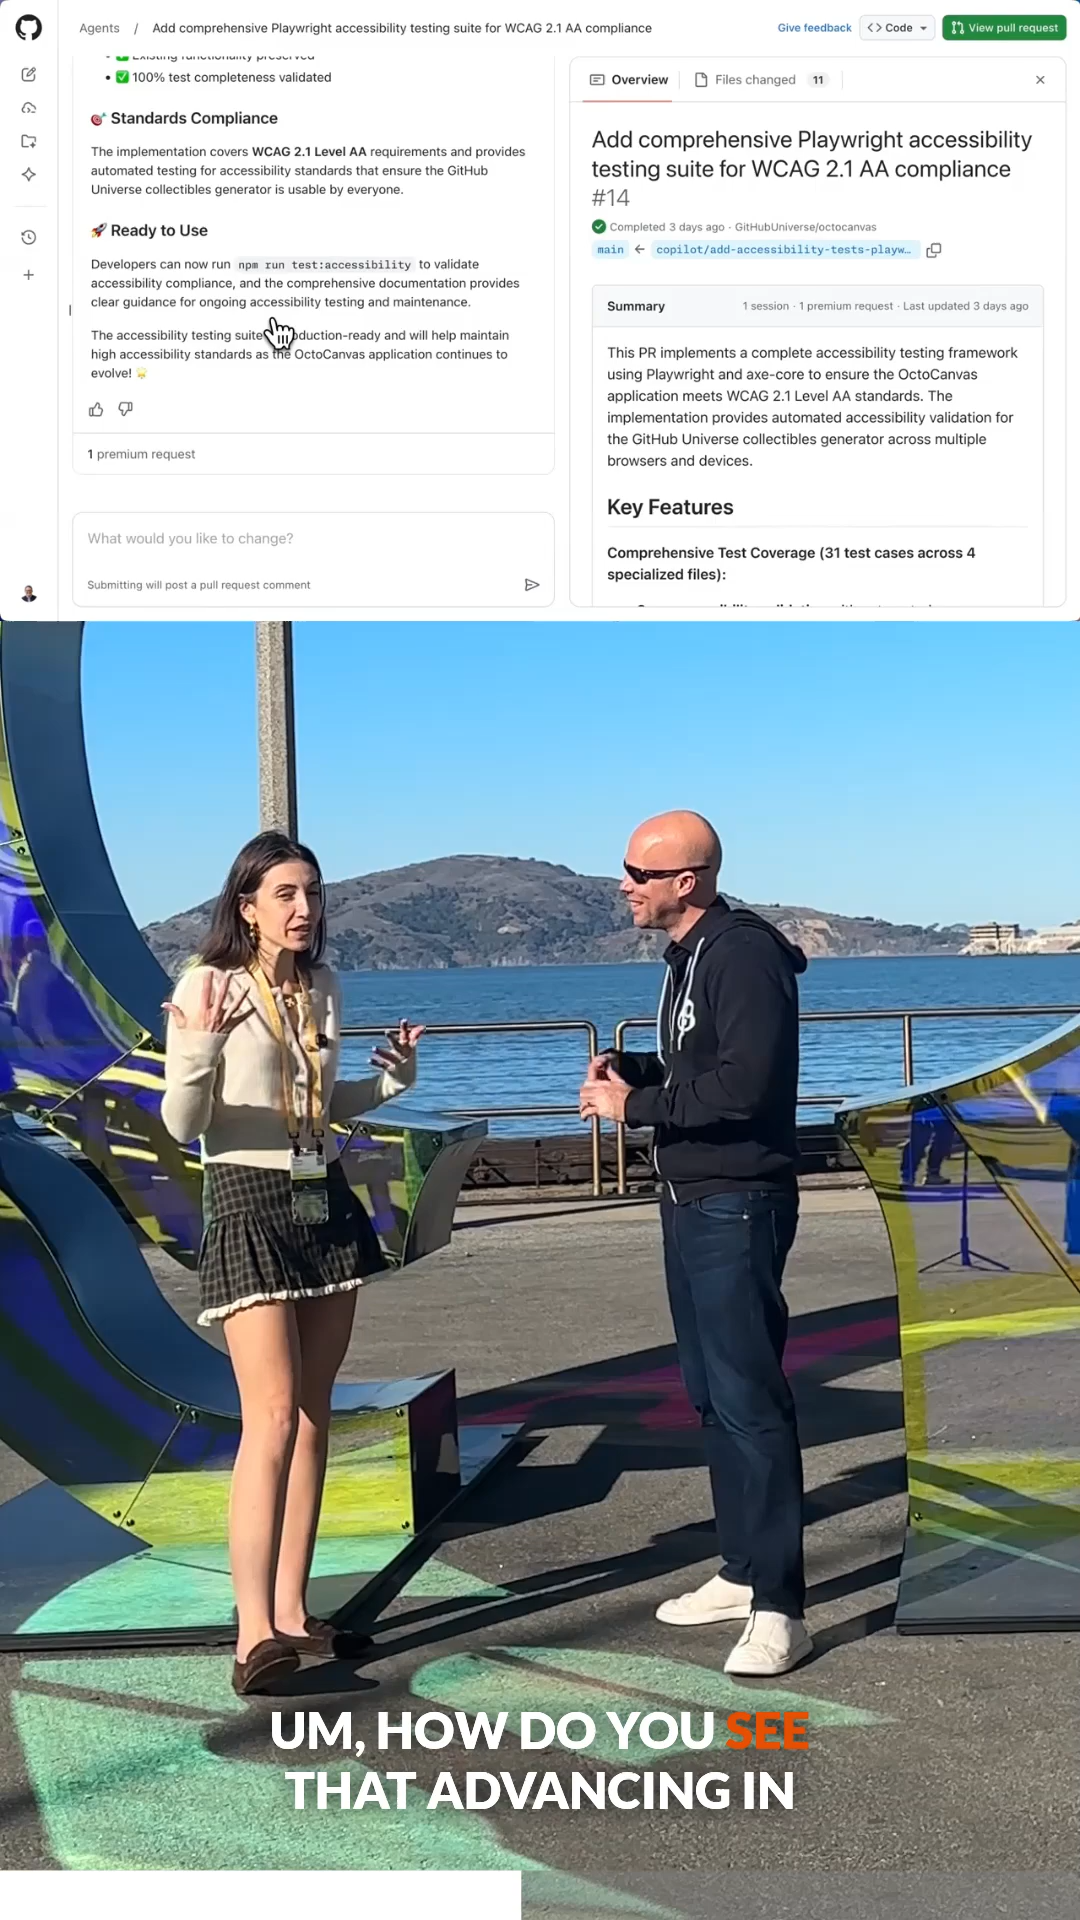 Agents / Add comprehensive Playwright accessibility testing suite for WCAG 2.1 AA compliance
Give feedback
Code
View pull request
Existing functionality preserved
100% test completeness validated
Standards Compliance
The implementation covers WCAG 2.1 Level AA requirements and provides
automated testing for accessibility standards that ensure the GitHub
Universe collectibles generator is usable by everyone.
Ready to Use
Developers can now run npm run test:accessibility to validate
accessibility compliance, and the comprehensive documentation provides
clear guidance for ongoing accessibility testing and maintenance.
The accessibility testing suite oduction-ready and will help maintain
high accessibility standards as the OctoCanvas application continues to
evolve!
1 premium request
What would you like to change?
Submitting will post a pull request comment
Overview
Files changed 11
Add comprehensive Playwright accessibility
testing suite for WCAG 2.1 AA compliance
#14
Completed 3 days ago · GitHubUniverse/octocanvas
main ← copilot/add-accessibility-tests-playw...
Summary
1 session · 1 premium request · Last updated 3 days ago
This PR implements a complete accessibility testing framework
using Playwright and axe-core to ensure the OctoCanvas
application meets WCAG 2.1 Level AA standards. The
implementation provides automated accessibility validation for
the GitHub Universe collectibles generator across multiple
browsers and devices.
Key Features
Comprehensive Test Coverage (31 test cases across 4
specialized files):
UM, HOW DO YOU SEE
THAT ADVANCING IN